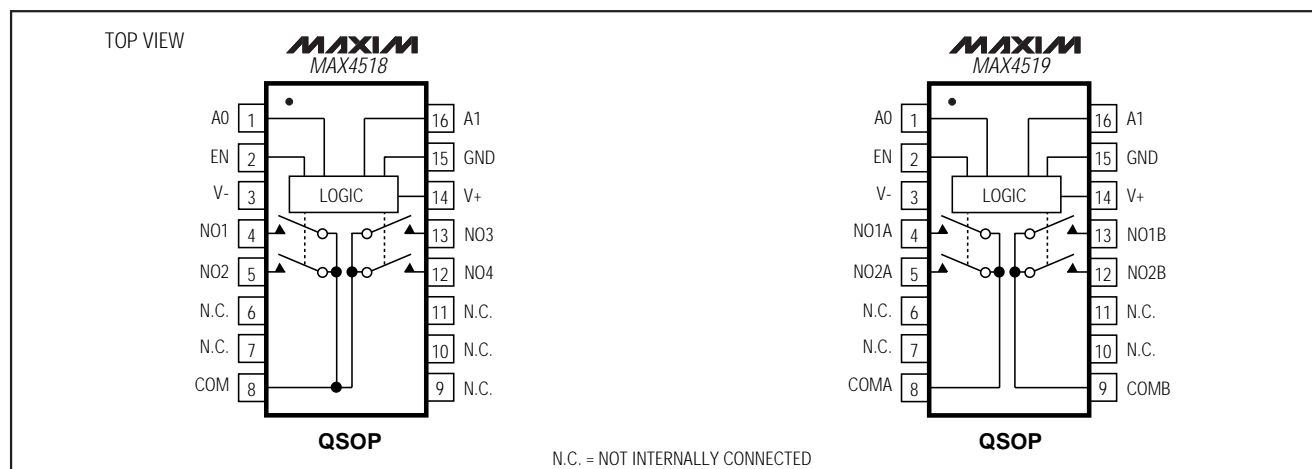 TOP VIEW
MAXIM
MAX4518
A0 1
16 A1
EN 2
15 GND
LOGIC
V- 3
14 V+
NO1 4
13 NO3
NO2 5
12 NO4
N.C. 6
11 N.C.
N.C. 7
10 N.C.
COM 8
9 N.C.
QSOP
MAXIM
MAX4519
A0 1
16 A1
EN 2
15 GND
LOGIC
V- 3
14 V+
NO1A 4
13 NO1B
NO2A 5
12 NO2B
N.C. 6
11 N.C.
N.C. 7
10 N.C.
COMA 8
9 COMB
QSOP
N.C. = NOT INTERNALLY CONNECTED